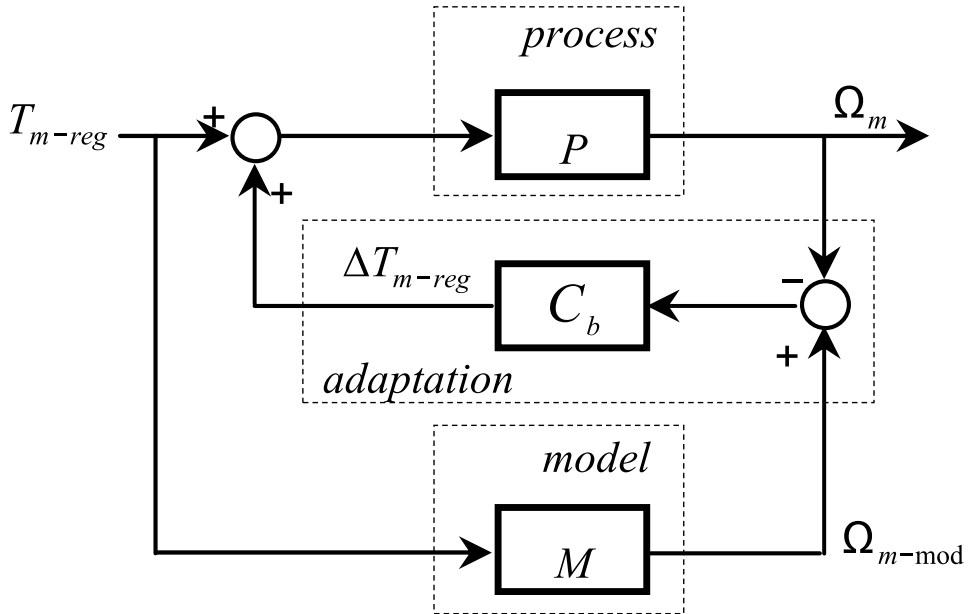 process
T_{m-reg} + Ω_m
P
+
ΔT_{m-reg} −
C_b
+
adaptation
model
Ω_{m-mod}
M